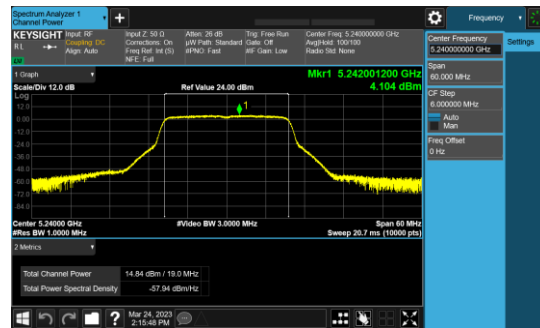 Spectrum Analyzer 1
Channel Power
+
Frequency
KEYSIGHT
Input: RF
Input Z: 50 Ω
Atten: 26 dB
Trig: Free Run
Center Freq: 5.240000000 GHz
RL
Coupling: DC
Corrections: On
µW Path: Standard
Gate: Off
Avg|Hold: 100/100
Align: Auto
Freq Ref: Int (S)
#PNO: Fast
#IF Gain: Low
Radio Std: None
NFE: Full
Center Frequency
5.240000000 GHz
Settings
Span
60.000 MHz
CF Step
6.000000 MHz
Auto
Man
Freq Offset
0 Hz
1 Graph
Mkr1 5.242001200 GHz
Scale/Div 12.0 dB
Ref Value 24.00 dBm
4.104 dBm
Log
12.0
0.00
-12.0
-24.0
-36.0
-48.0
-60.0
-72.0
-84.0
1
Center 5.24000 GHz
#Video BW 3.0000 MHz
Span 60 MHz
#Res BW 1.0000 MHz
Sweep 20.7 ms (10000 pts)
2 Metrics
Total Channel Power
14.84 dBm / 19.0 MHz
Total Power Spectral Density
-57.94 dBm/Hz
?
Mar 24, 2023
2:15:48 PM